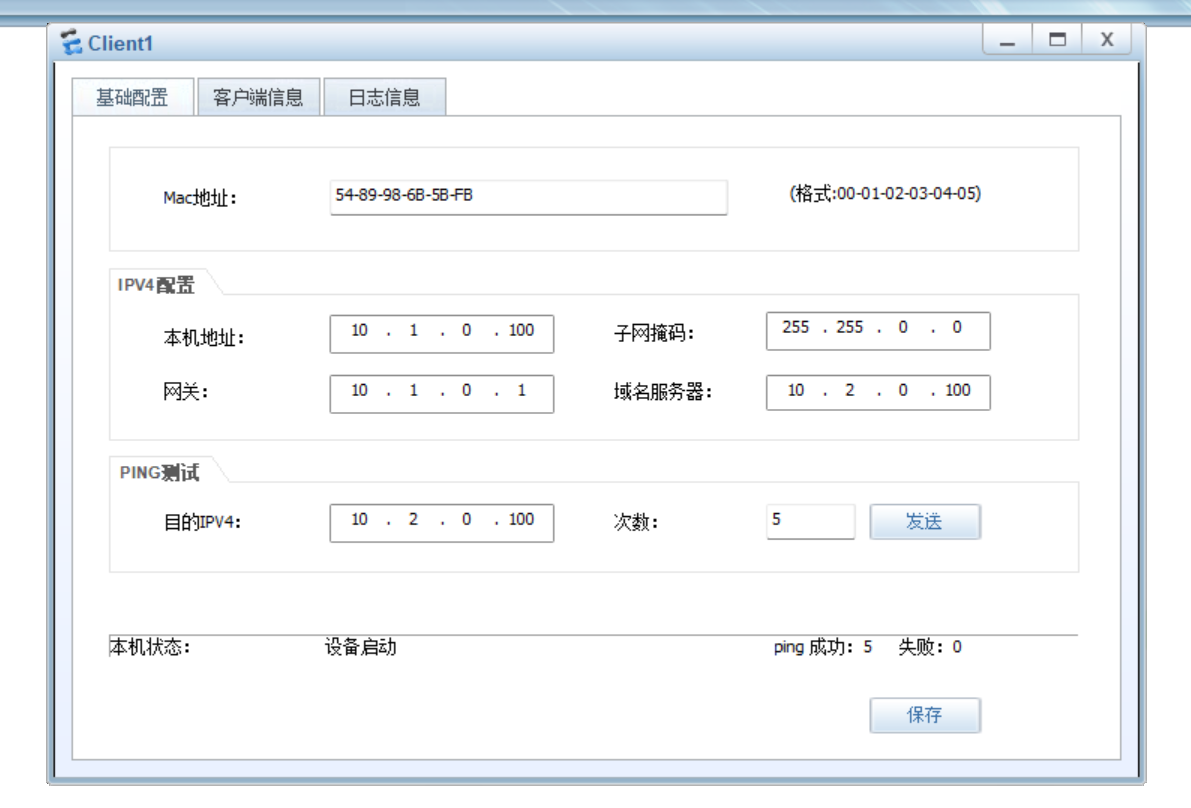 Client1
基础配置 客户端信息 日志信息
Mac地址: 54-89-98-6B-5B-FB (格式:00-01-02-03-04-05)
IPV4配置
本机地址: 10 . 1 . 0 . 100 子网掩码: 255 . 255 . 0 . 0
网关: 10 . 1 . 0 . 1 域名服务器: 10 . 2 . 0 . 100
PING测试
目的IPV4: 10 . 2 . 0 . 100 次数: 5 发送
本机状态: 设备启动 ping 成功: 5 失败: 0
保存